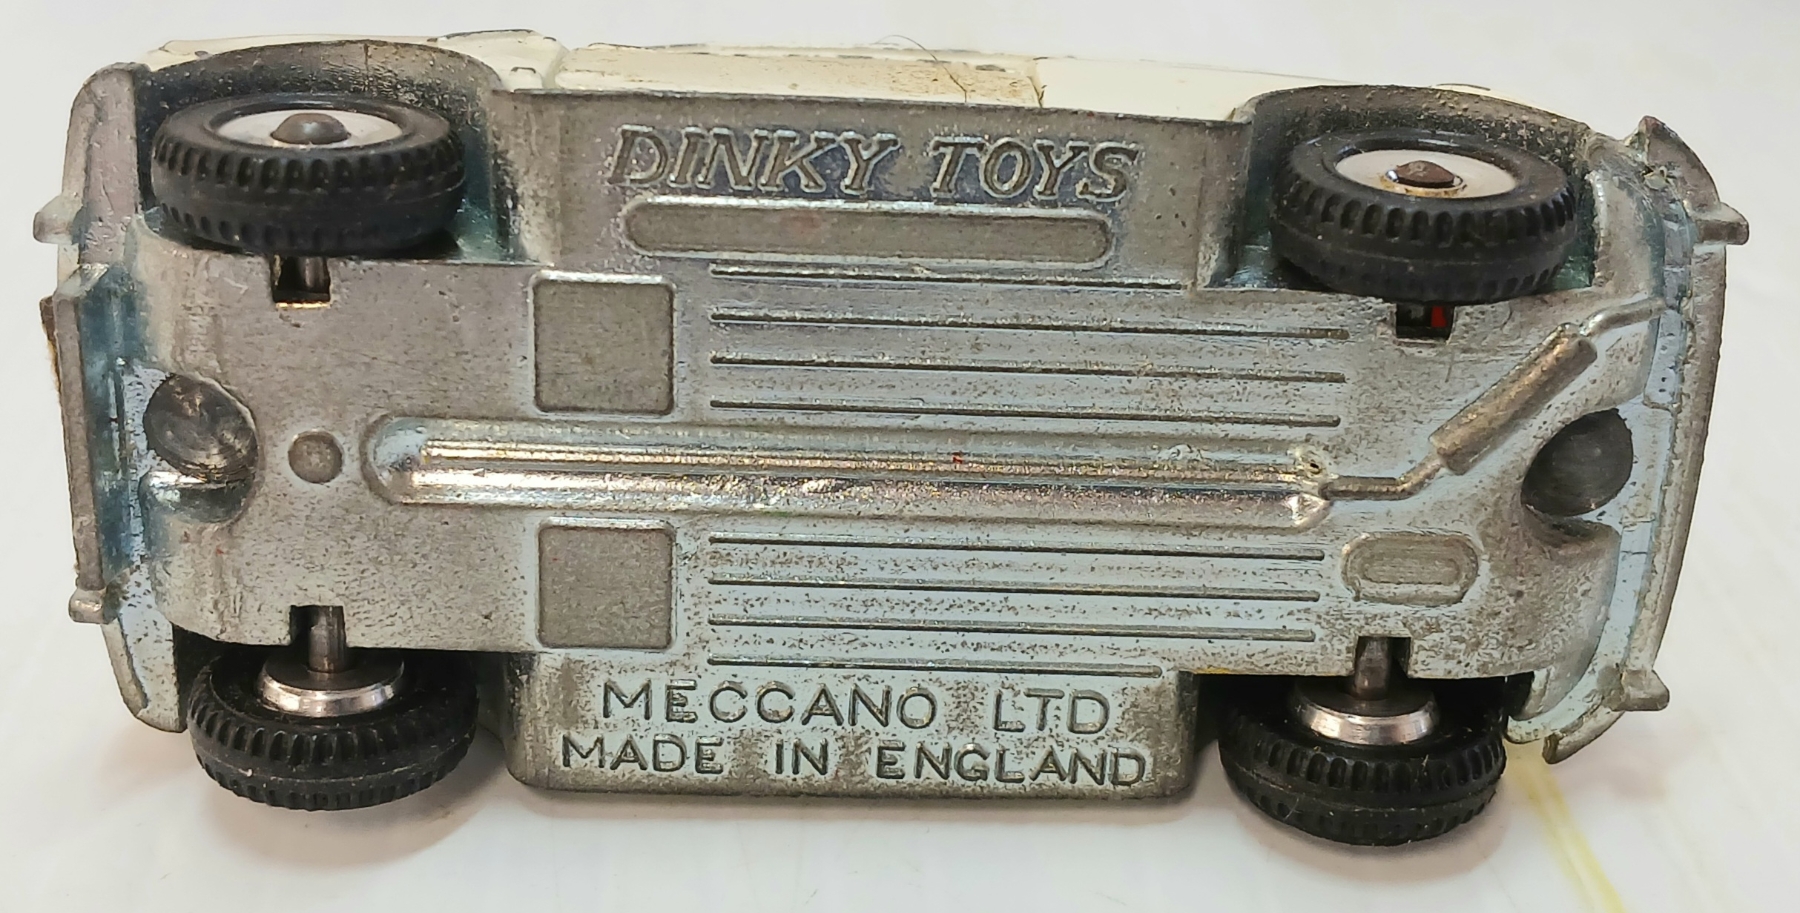 DINKY TOYS
MECCANO LTD
MADE IN ENGLAND